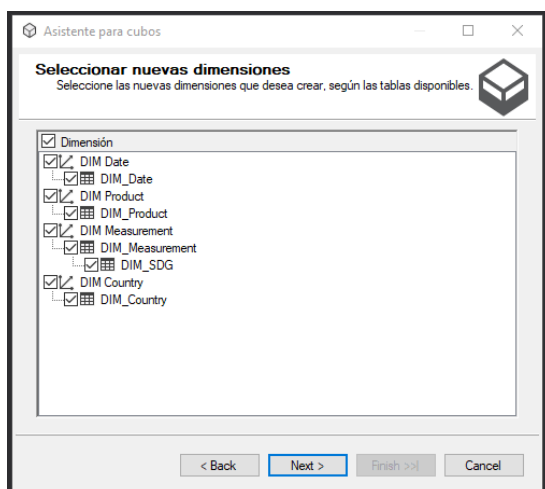 Asistente para cubos
Seleccionar nuevas dimensiones
Seleccione las nuevas dimensiones que desea crear, según las tablas disponibles.
Dimensión
DIM Date
DIM_Date
DIM Product
DIM_Product
DIM Measurement
DIM_Measurement
DIM_SDG
DIM Country
DIM_Country
< Back
Next >
Finish >>|
Cancel